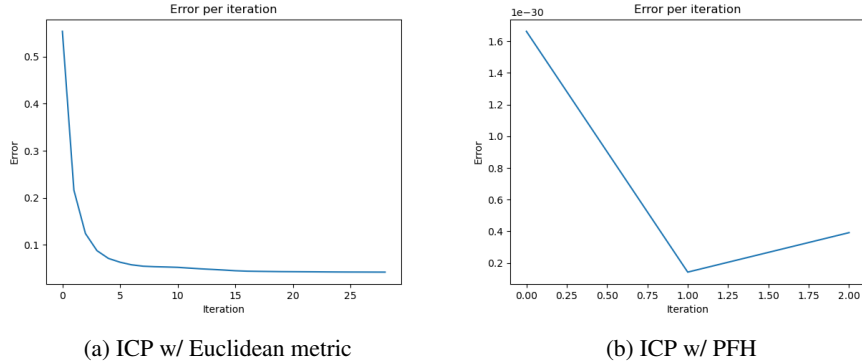 Error per iteration
0.5
0.4
0.3
0.2
0.1
Error
0 5 10 15 20 25
Iteration
(a) ICP w/ Euclidean metric
1e−30
Error per iteration
1.6
1.4
1.2
1.0
0.8
0.6
0.4
0.2
Error
0.00 0.25 0.50 0.75 1.00 1.25 1.50 1.75 2.00
Iteration
(b) ICP w/ PFH